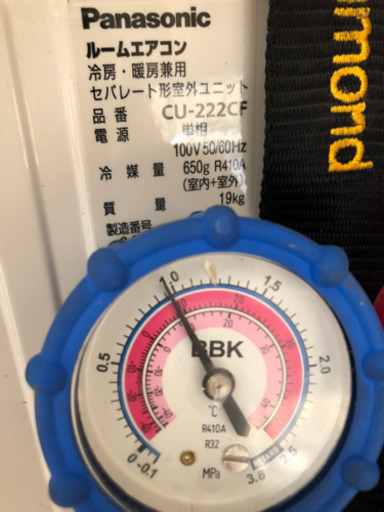 Panasonic
ルームエアコン
冷房・暖房兼用
セパレート形室外ユニット
品番 CU-222CF
電源 単相
100V 50/60Hz
冷媒量 650g R410A
(室内+室外)
質量 19kg
製造番号
rmond
0.5
1.0
1.5
2.0
2.5
3.8
-0.1
0
BBK
°C
R410A
R32
MPa